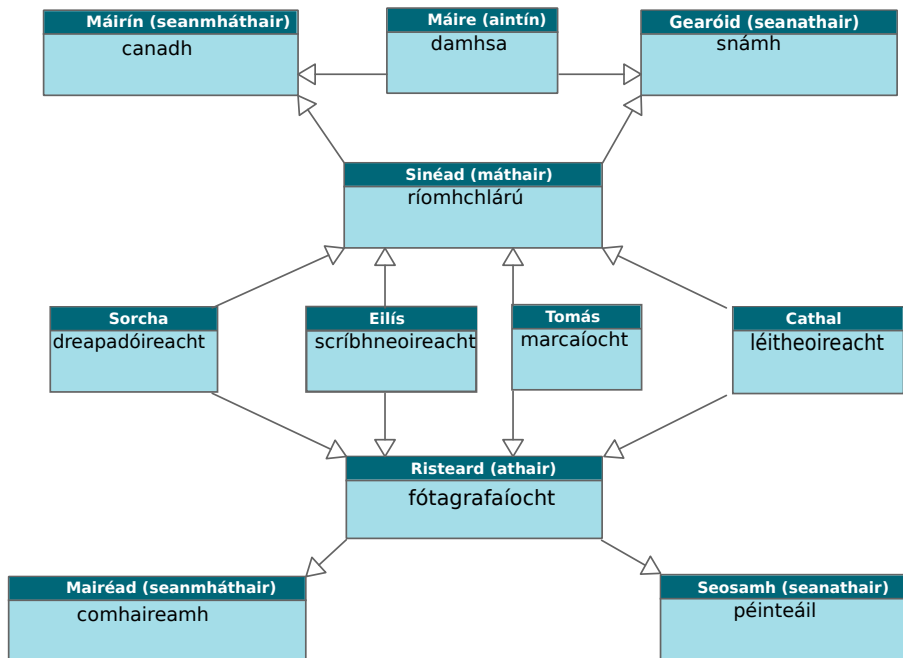 Máirín (seanmháthair)
canadh
Máire (aintín)
damhsa
Gearóid (seanathair)
snámh
Sinéad (máthair)
ríomhchlárú
Sorcha
dreapadóireacht
Eilís
scríbhneoireacht
Tomás
marcaíocht
Cathal
léitheoireacht
Risteard (athair)
fótagrafaíocht
Mairéad (seanmháthair)
comhaireamh
Seosamh (seanathair)
péinteáil